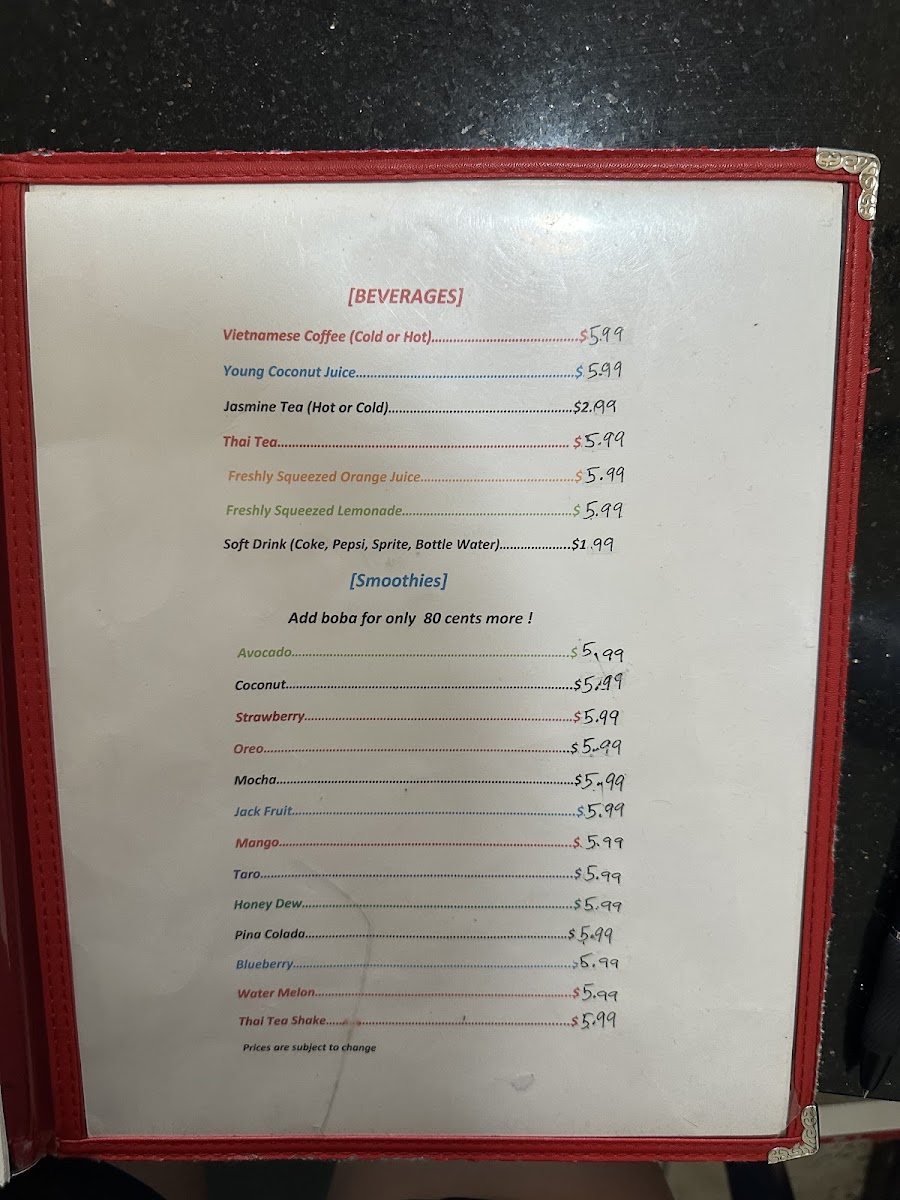 [BEVERAGES]
Vietnamese Coffee (Cold or Hot)..........................................$5.99
Young Coconut Juice..............................................................$ 5.99
Jasmine Tea (Hot or Cold)....................................................$2.99
Thai Tea................................................................................... $5.99
Freshly Squeezed Orange Juice............................................$5.99
Freshly Squeezed Lemonade................................................$ 5.99
Soft Drink (Coke, Pepsi, Sprite, Bottle Water)....................$1.99
[Smoothies]
Add boba for only 80 cents more !
Avocado...............................................................................$ 5.99
Coconut.................................................................................$5.99
Strawberry............................................................................$5.99
Oreo.......................................................................................$5.99
Mocha....................................................................................$5.99
Jack Fruit................................................................................$5.99
Mango...................................................................................$ 5.99
Taro........................................................................................$5.99
Honey Dew............................................................................$5.99
Pina Colada..........................................................................$ 5.99
Blueberry...............................................................................$5.99
Water Melon.........................................................................$5.99
Thai Tea Shake.....................................................................$5.99
Prices are subject to change